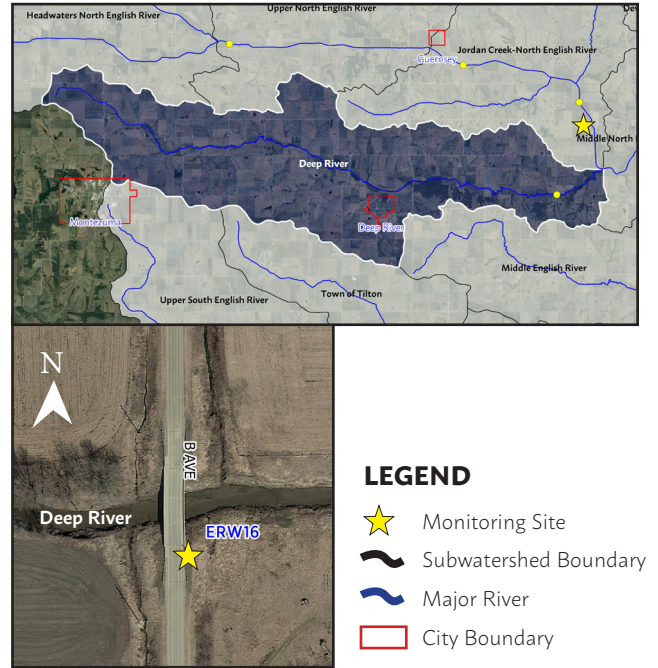 Headwaters North English River
Upper North English River
Guernsey
Jordan Creek-North English River
Middle North
Deep River
Montezuma
Deep River
Middle English River
Upper South English River
Town of Tilton
N
B AVE
Deep River
ERW16
LEGEND
Monitoring Site
Subwatershed Boundary
Major River
City Boundary